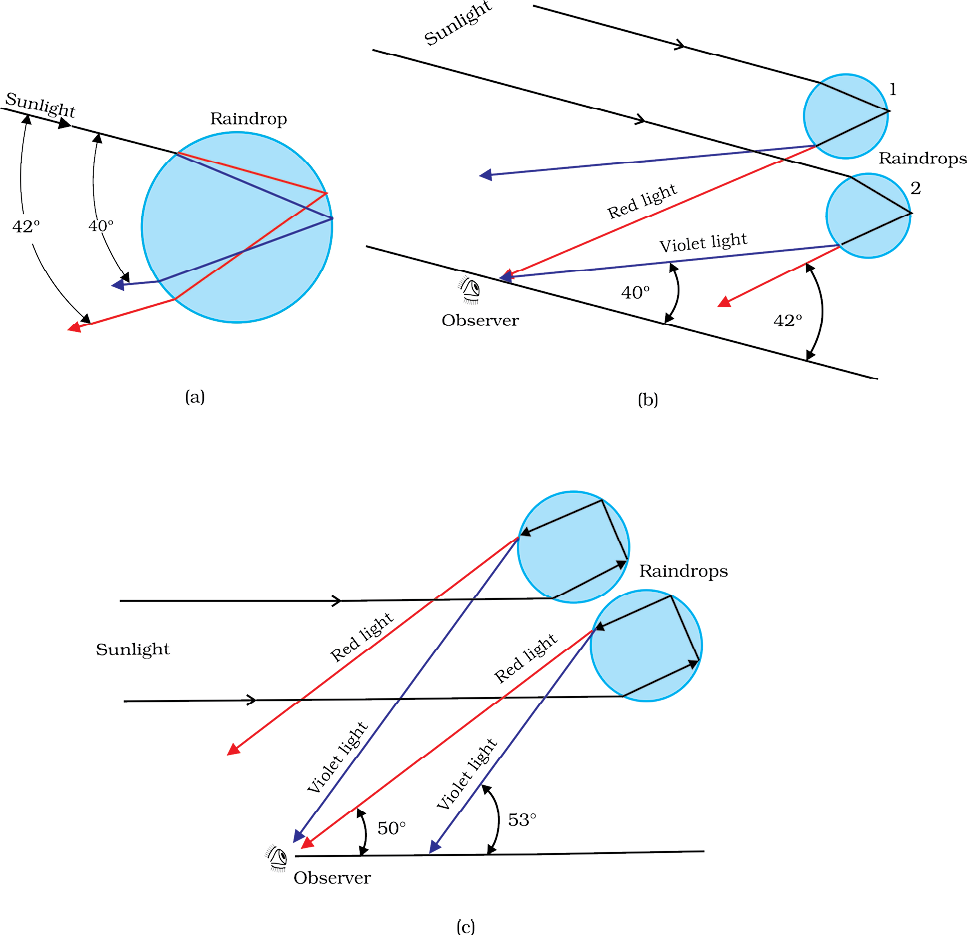 Sunlight
Raindrop
42°
40°
(a)
Sunlight
1
Raindrops
2
Red light
Violet light
40°
42°
Observer
(b)
Raindrops
Red light
Red light
Sunlight
Violet light
Violet light
50°
53°
Observer
(c)